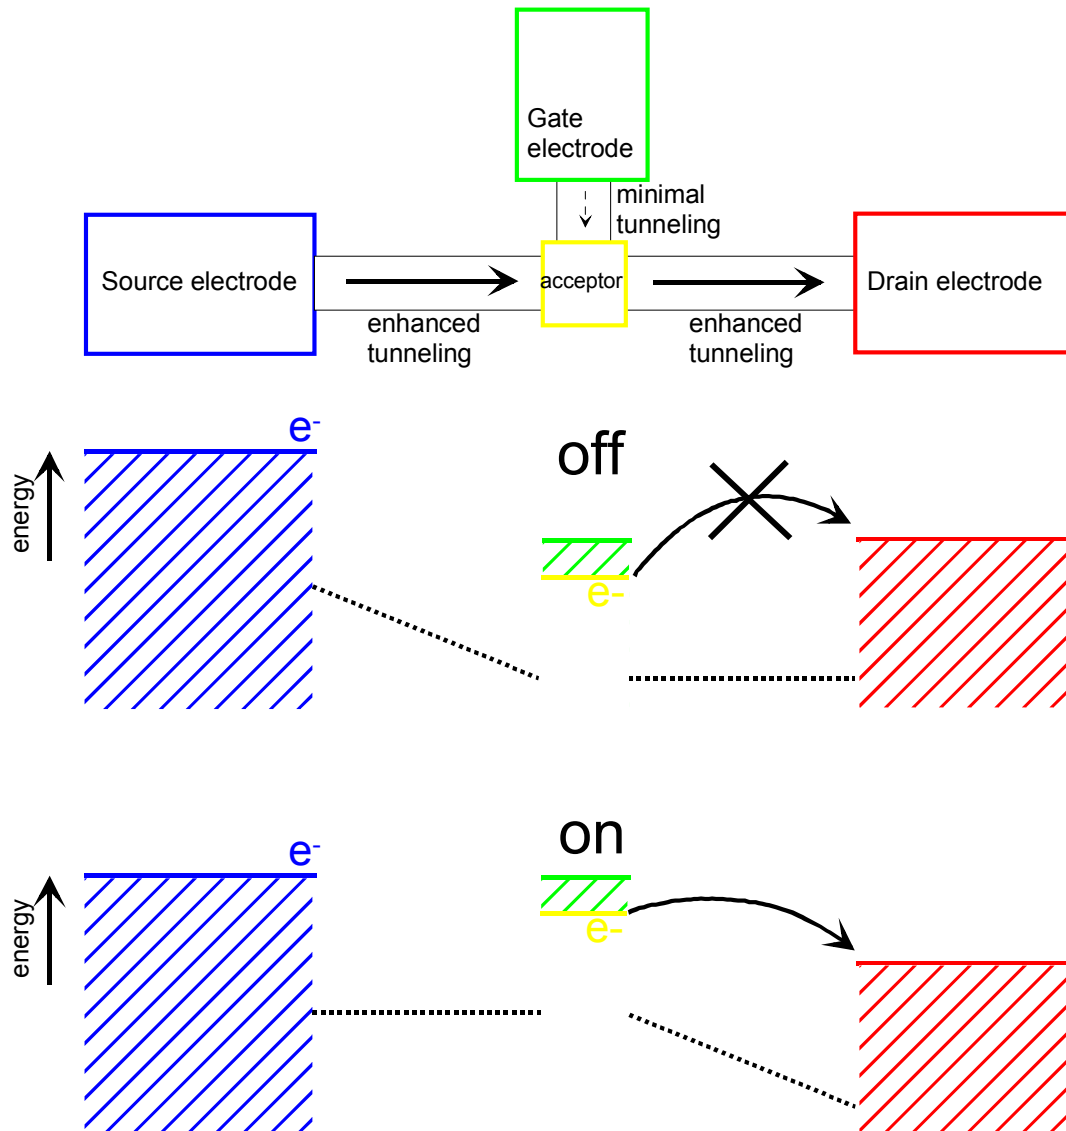 Gate
electrode
minimal
tunneling
Source electrode
acceptor
Drain electrode
enhanced
tunneling
enhanced
tunneling
e-
off
energy
e-
e-
on
energy
e-